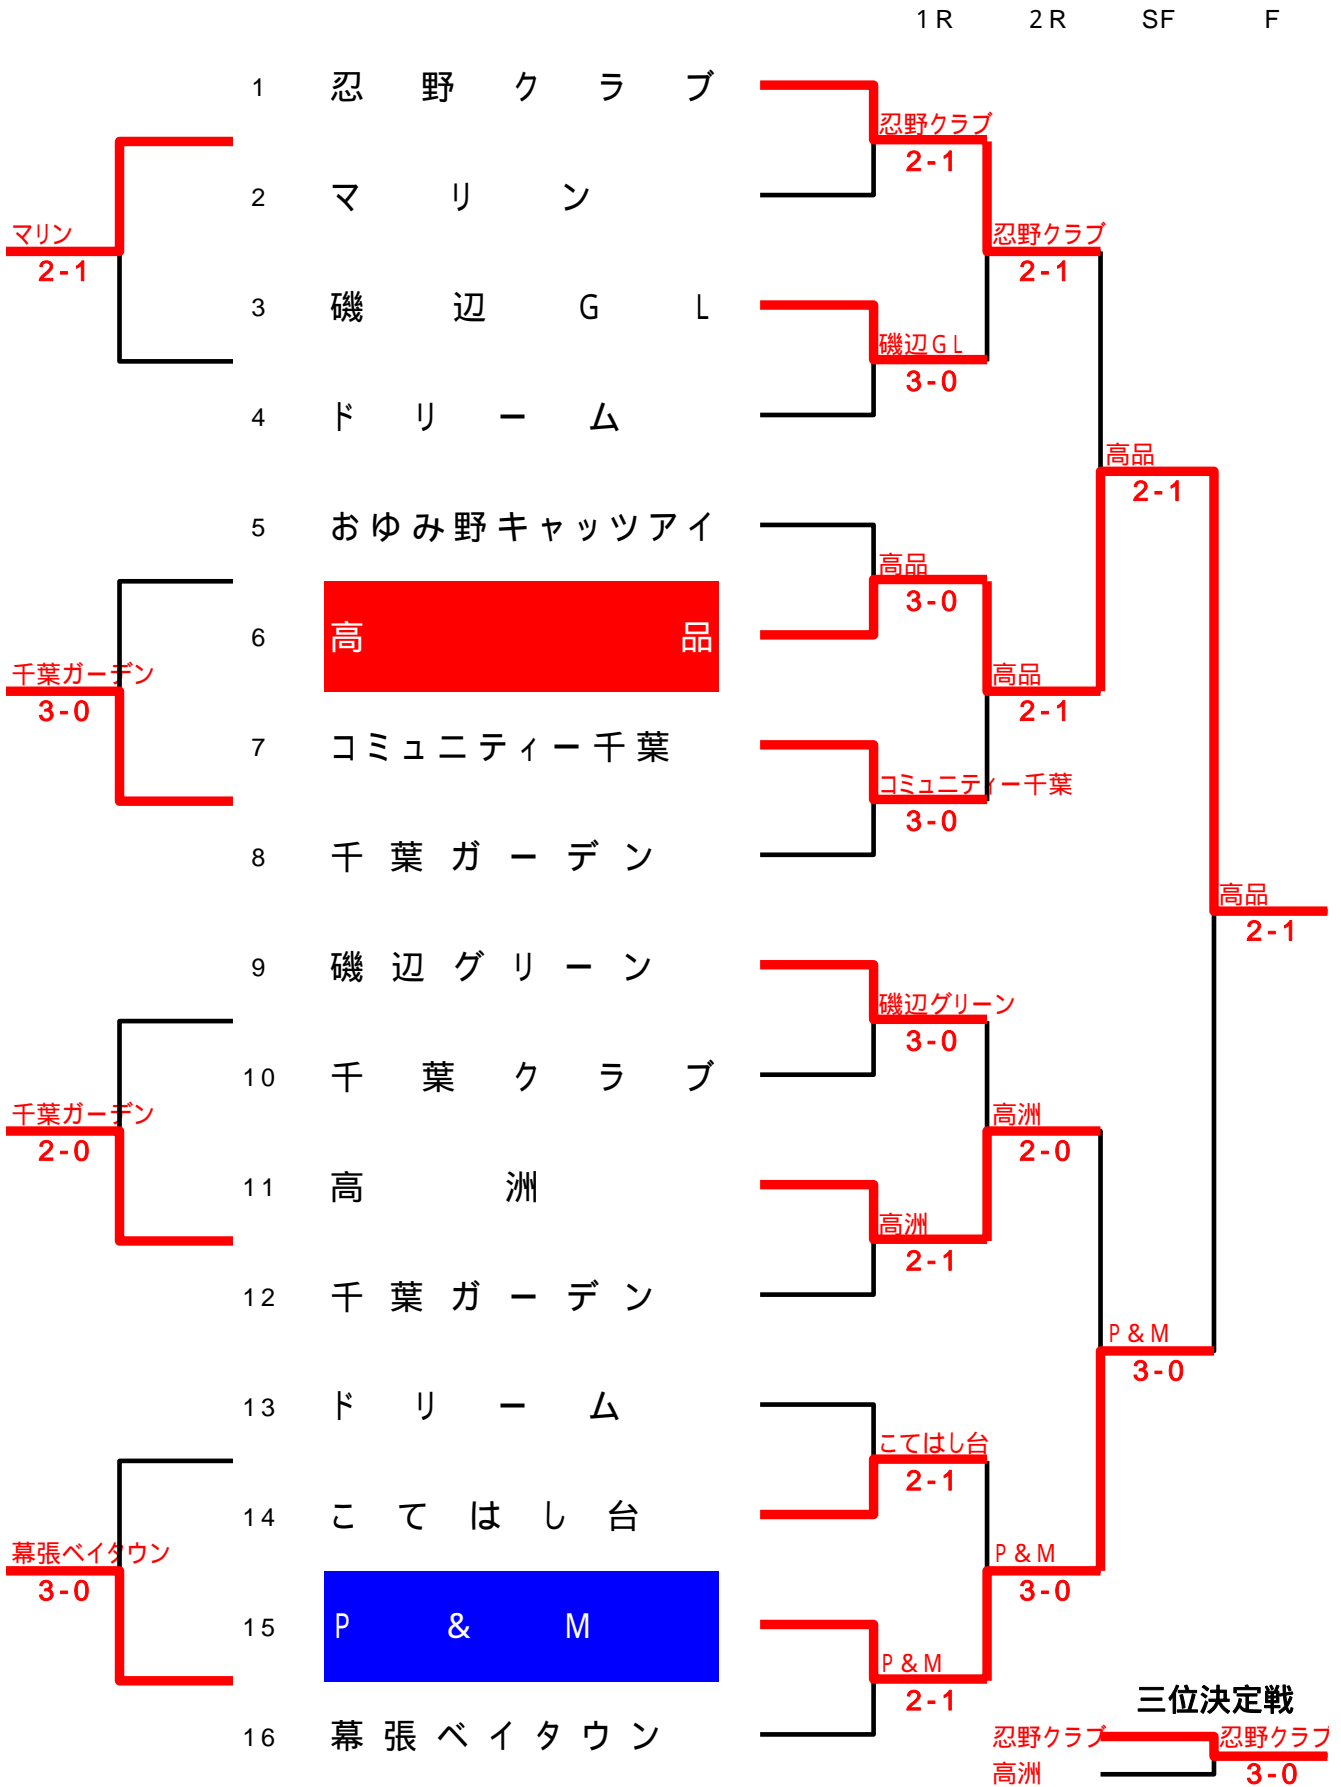 1R 2R SF F
1 忍野クラブ
忍野クラブ
2-1
2 マリン
マリン
2-1
忍野クラブ
2-1
3 磯辺GL
磯辺GL
3-0
4 ドリーム
高品
2-1
5 おゆみ野キャッツアイ
高品
3-0
6 高品
千葉ガーデン
3-0
高品
2-1
7 コミュニティー千葉
コミュニティー千葉
3-0
8 千葉ガーデン
高品
2-1
9 磯辺グリーン
磯辺グリーン
3-0
10 千葉クラブ
千葉ガーデン
2-0
高洲
2-0
11 高洲
高洲
2-1
12 千葉ガーデン
P&M
3-0
13 ドリーム
こてはし台
2-1
14 こてはし台
幕張ベイタウン
3-0
P&M
3-0
15 P&M
P&M
2-1
16 幕張ベイタウン
三位決定戦
忍野クラブ 忍野クラブ
高洲 3-0